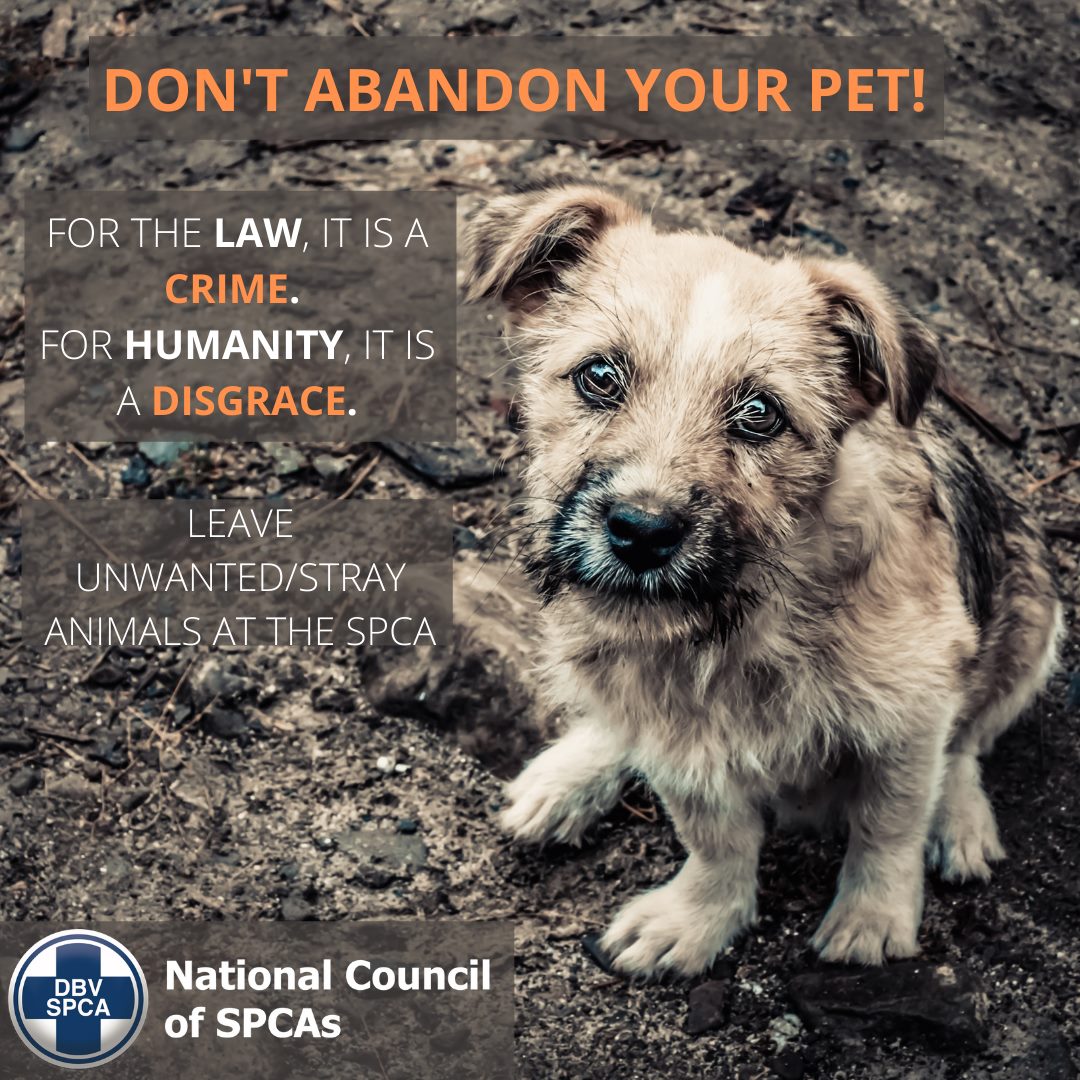 DON'T ABANDON YOUR PET!
FOR THE LAW, IT IS A
CRIME.
FOR HUMANITY, IT IS
A DISGRACE.
LEAVE
UNWANTED/STRAY
ANIMALS AT THE SPCA
DBV
SPCA
National Council
of SPCAs